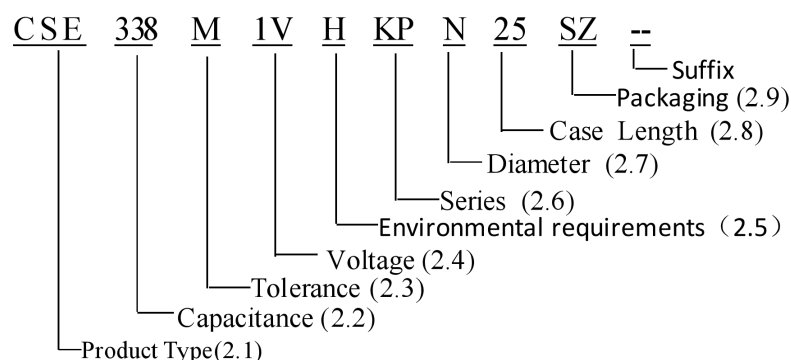 CSE 338 M 1V H KP N 25 SZ --
Suffix
Packaging (2.9)
Case Length (2.8)
Diameter (2.7)
Series (2.6)
Environmental requirements（2.5）
Voltage (2.4)
Tolerance (2.3)
Capacitance (2.2)
Product Type(2.1)